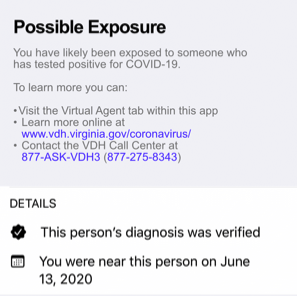 Possible Exposure
You have likely been exposed to someone who
has tested positive for COVID-19.
To learn more you can:
•Visit the Virtual Agent tab within this app
• Learn more online at
www.vdh.virginia.gov/coronavirus/
• Contact the VDH Call Center at
877-ASK-VDH3 (877-275-8343)
DETAILS
This person's diagnosis was verified
You were near this person on June
13, 2020